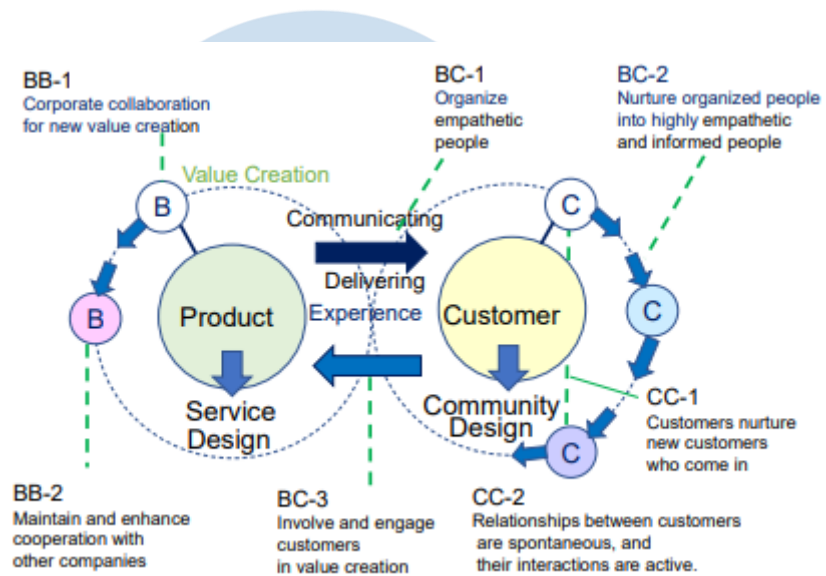 BB-1
Corporate collaboration
for new value creation
BC-1
Organize
empathetic
people
BC-2
Nurture organized people
into highly empathetic
and informed people
Value Creation
B
B
Product
Service
Design
Communicating
Delivering
Experience
C
Customer
C
Community
Design
C
CC-1
Customers nurture
new customers
who come in
BB-2
Maintain and enhance
cooperation with
other companies
BC-3
Involve and engage
customers
in value creation
CC-2
Relationships between customers
are spontaneous, and
their interactions are active.